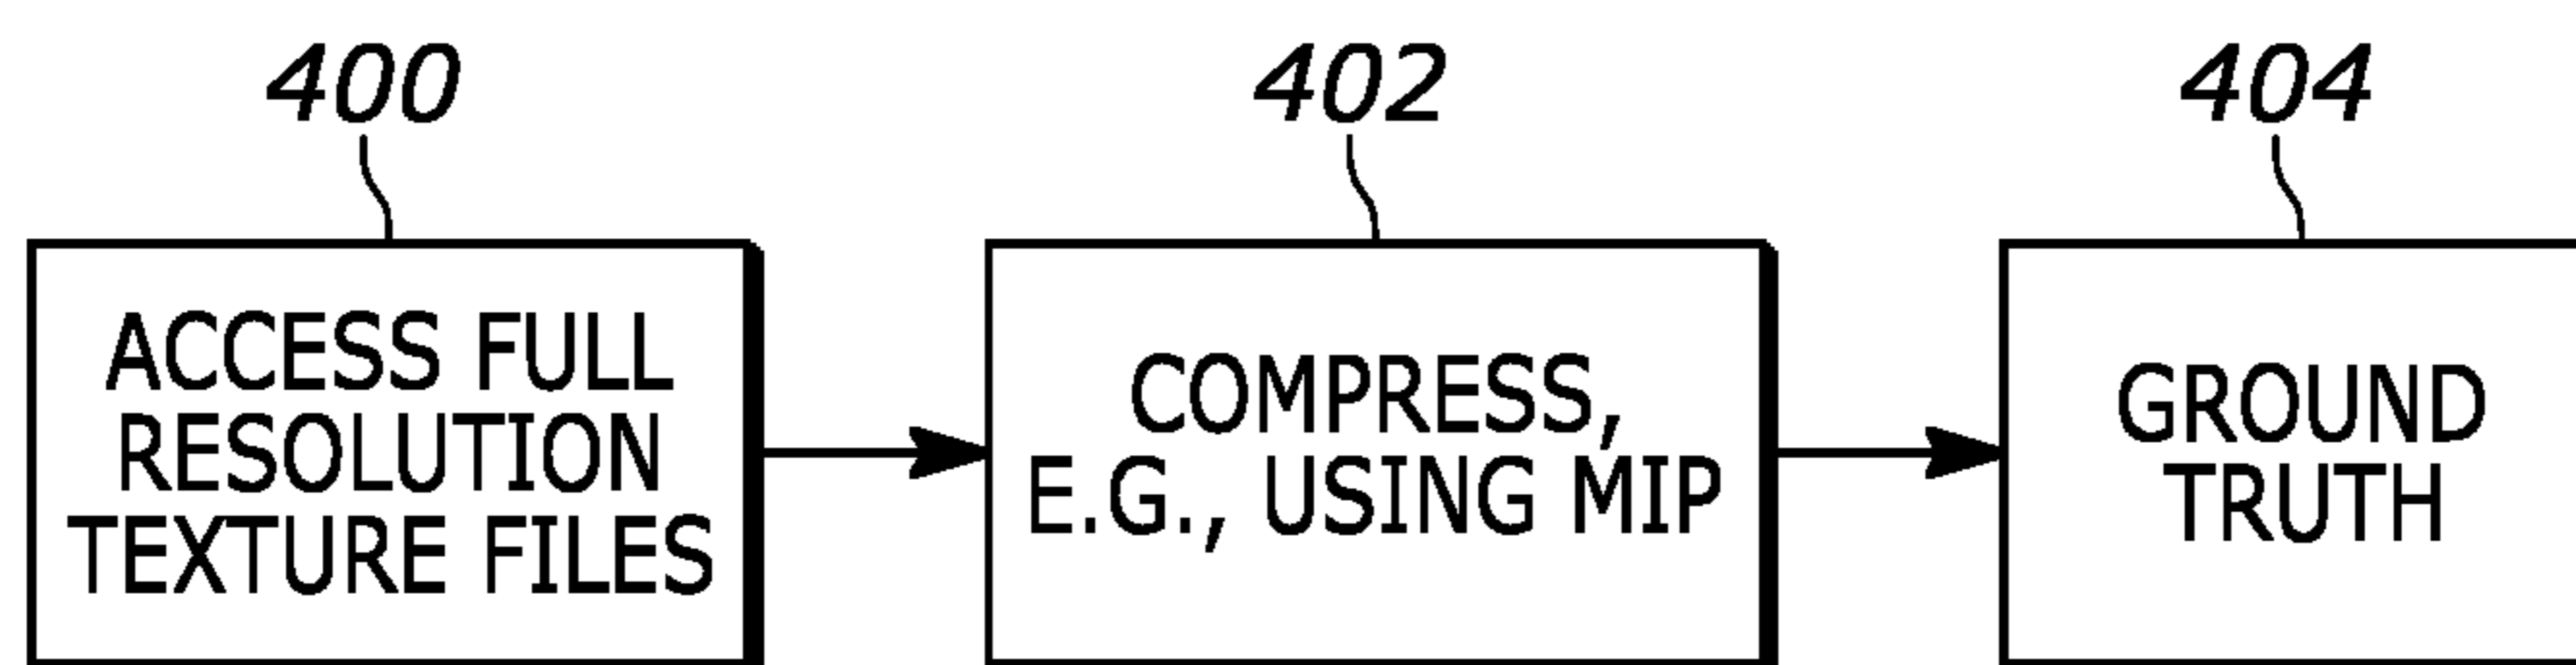 400
402
404
ACCESS FULL
RESOLUTION
TEXTURE FILES
COMPRESS,
E.G., USING MIP
GROUND
TRUTH